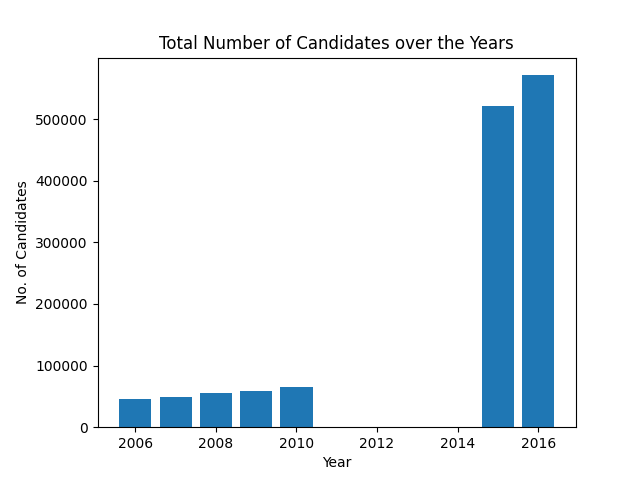 Total Number of Candidates over the Years
No. of Candidates
500000
400000
300000
200000
100000
0
2006 2008 2010 2012 2014 2016
Year